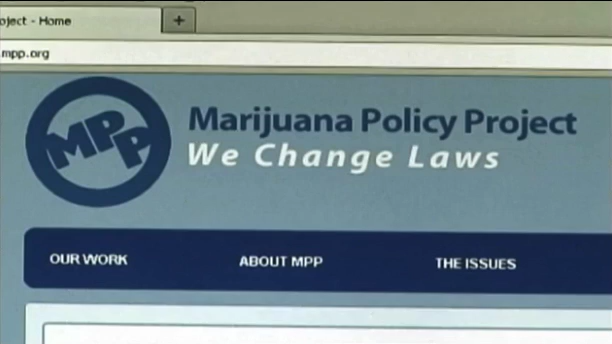 oject - Home
+
mpp.org
MPP
Marijuana Policy Project
We Change Laws
OUR WORK
ABOUT MPP
THE ISSUES